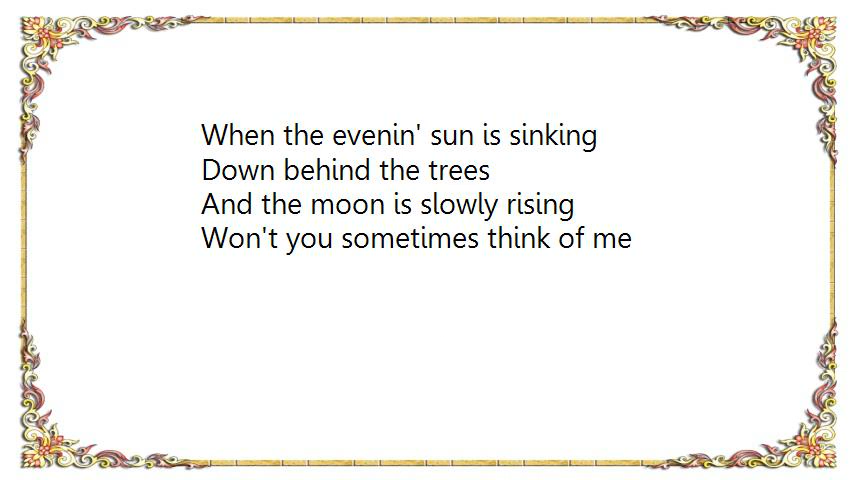 When the evenin' sun is sinking
Down behind the trees
And the moon is slowly rising
Won't you sometimes think of me